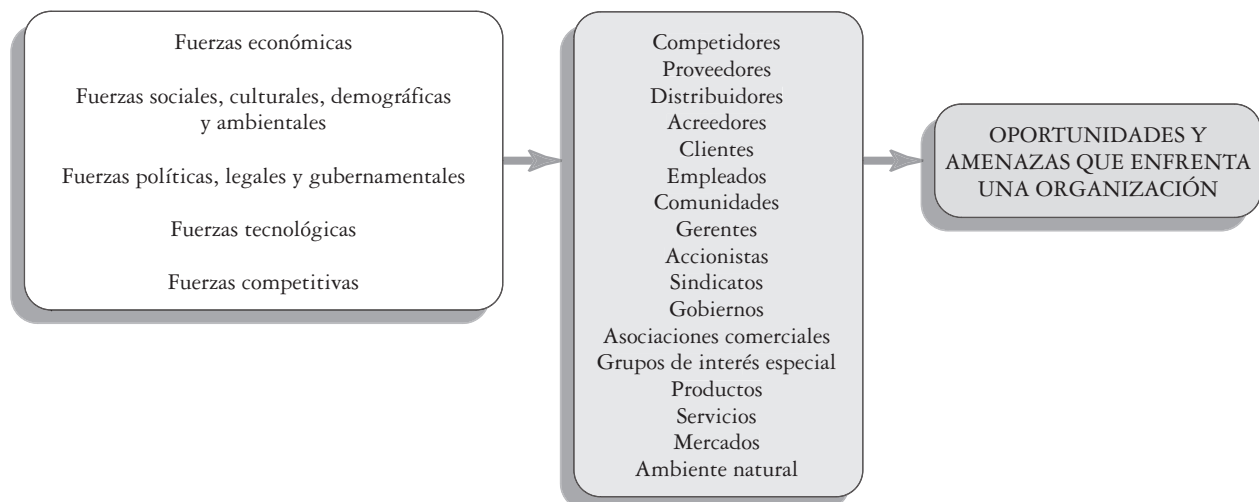 Fuerzas económicas
Fuerzas sociales, culturales, demográficas
y ambientales
Fuerzas políticas, legales y gubernamentales
Fuerzas tecnológicas
Fuerzas competitivas
Competidores
Proveedores
Distribuidores
Acreedores
Clientes
Empleados
Comunidades
Gerentes
Accionistas
Sindicatos
Gobiernos
Asociaciones comerciales
Grupos de interés especial
Productos
Servicios
Mercados
Ambiente natural
OPORTUNIDADES Y
AMENAZAS QUE ENFRENTA
UNA ORGANIZACIÓN